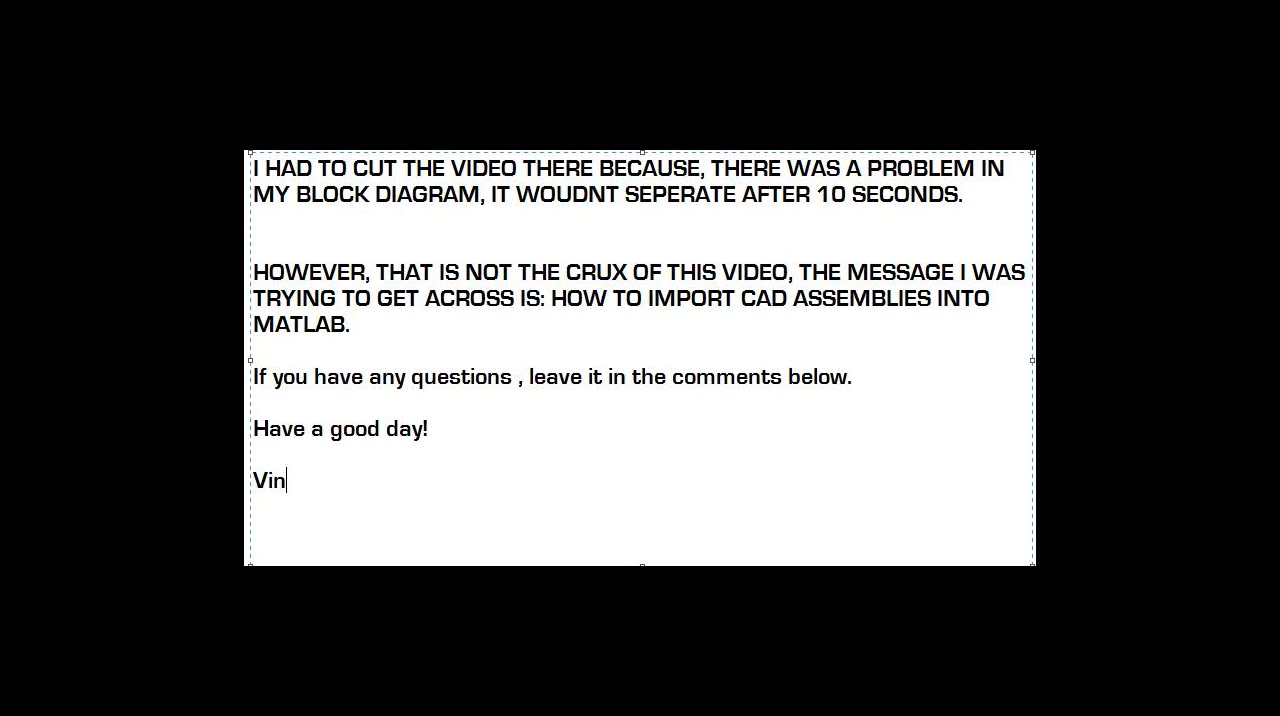 I HAD TO CUT THE VIDEO THERE BECAUSE, THERE WAS A PROBLEM IN
MY BLOCK DIAGRAM, IT WOUDNT SEPERATE AFTER 10 SECONDS.
HOWEVER, THAT IS NOT THE CRUX OF THIS VIDEO, THE MESSAGE I WAS
TRYING TO GET ACROSS IS: HOW TO IMPORT CAD ASSEMBLIES INTO
MATLAB.
If you have any questions , leave it in the comments below.
Have a good day!
Vin